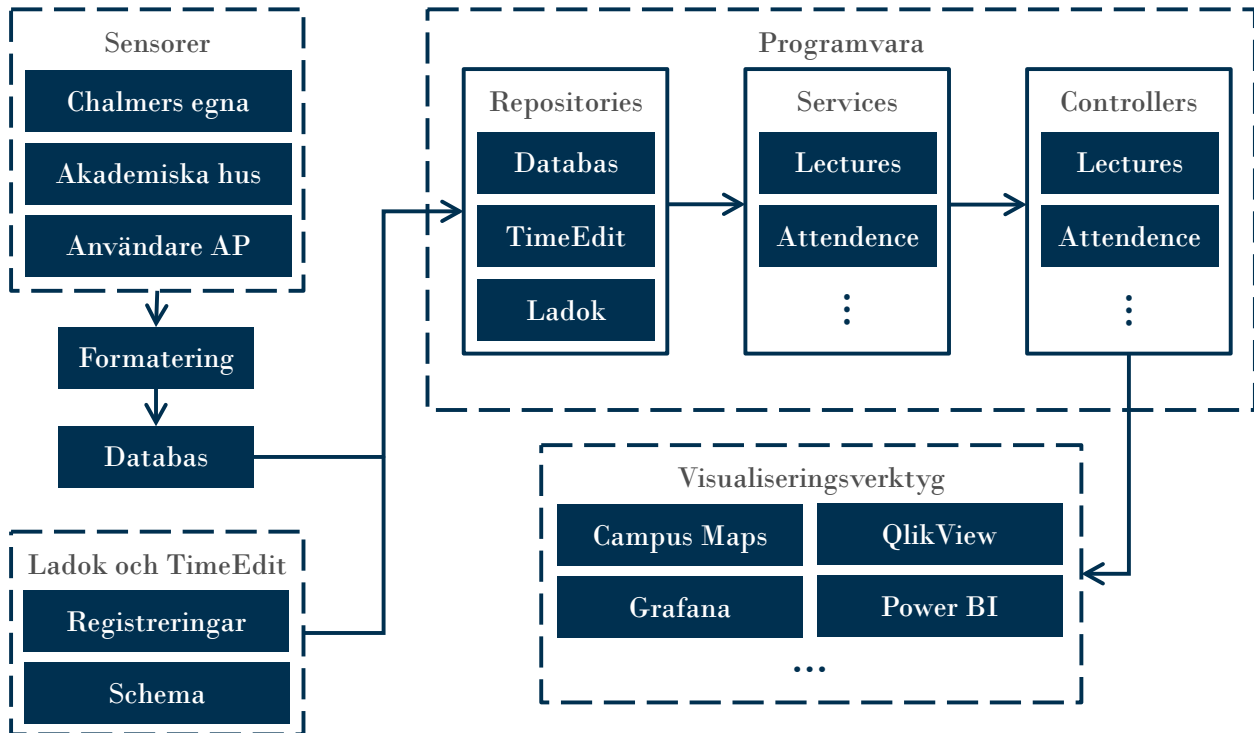 Sensorer
Chalmers egna
Akademiska hus
Användare AP
Formatering
Databas
Ladok och TimeEdit
Registreringar
Schema
Programvara
Repositories
Databas
TimeEdit
Ladok
Services
Lectures
Attendence
⋮
Controllers
Lectures
Attendence
⋮
Visualiseringsverktyg
Campus Maps
QlikView
Grafana
Power BI
...